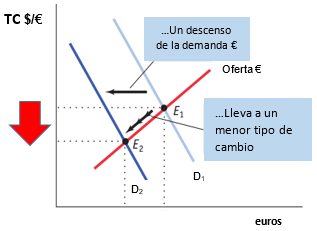 TC $/€
…Un descenso
de la demanda €
Oferta €
E₁
…Lleva a un
menor tipo de
cambio
E₂
D₂
D₁
euros